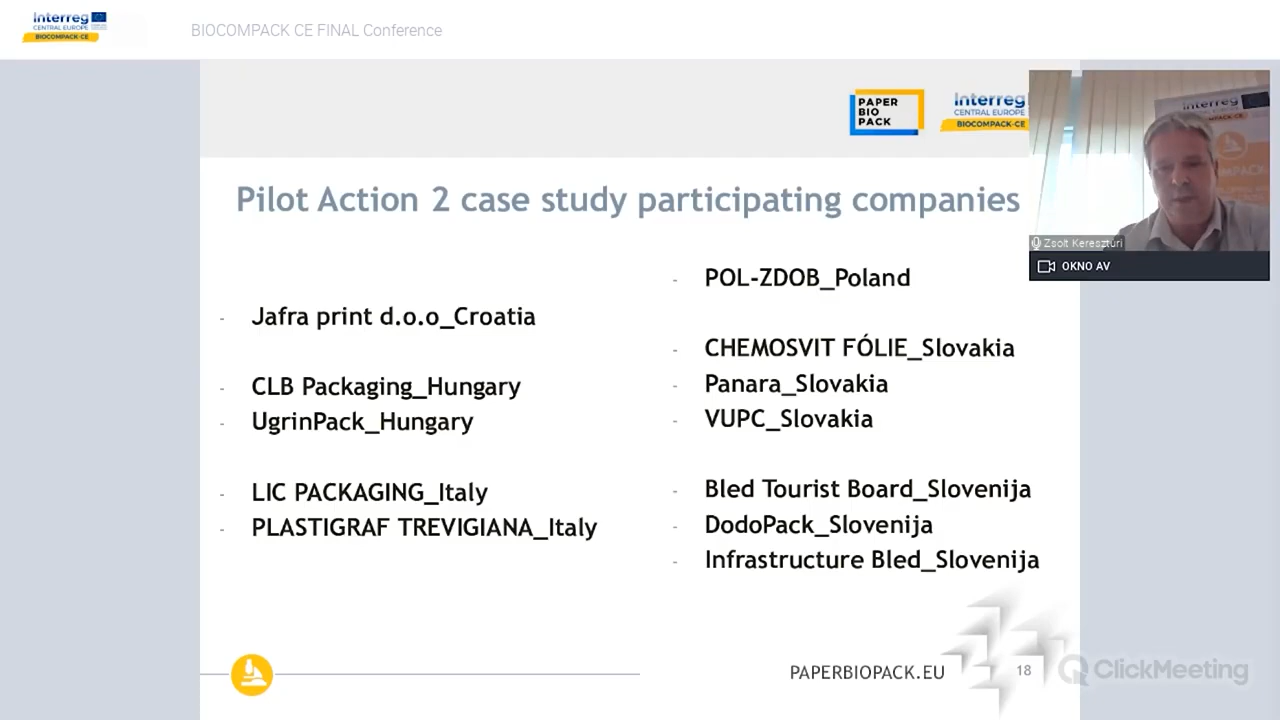 Interreg
CENTRAL EUROPE
BIOCOMPACK-CE
BIOCOMPACK CE FINAL Conference
PAPER
BIO
PACK
Interreg
CENTRAL EUROPE
BIOCOMPACK-CE
Interreg
Zsolt Kereszturi
OKNO AV
Pilot Action 2 case study participating companies
- Jafra print d.o.o_Croatia
- CLB Packaging_Hungary
- UgrinPack_Hungary
- LIC PACKAGING_Italy
- PLASTIGRAF TREVIGIANA_Italy
- POL-ZDOB_Poland
- CHEMOSVIT FÓLIE_Slovakia
- Panara_Slovakia
- VUPC_Slovakia
- Bled Tourist Board_Slovenija
- DodoPack_Slovenija
- Infrastructure Bled_Slovenija
PAPERBIOPACK.EU
18
ClickMeeting